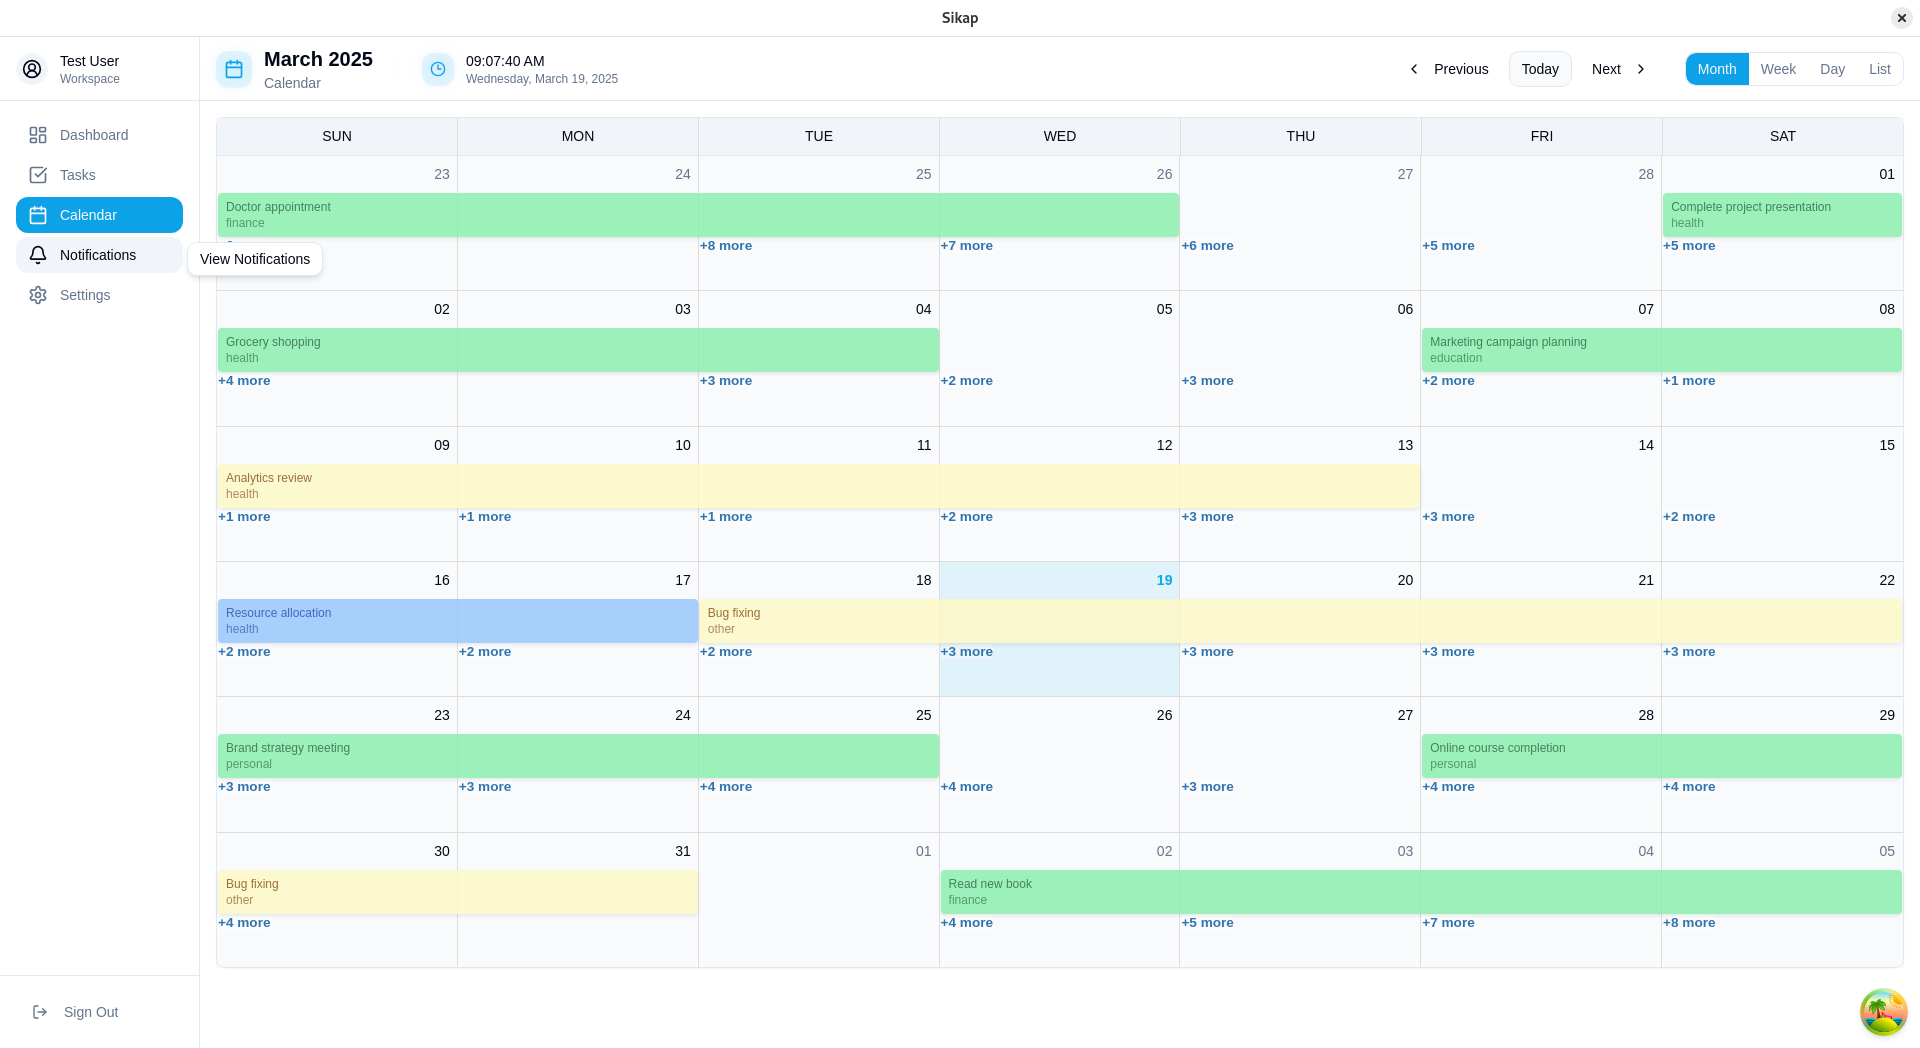 Sikap
Test User
Workspace
March 2025
Calendar
09:07:40 AM
Wednesday, March 19, 2025
Previous
Today
Next
Month
Week
Day
List
Dashboard
Tasks
Calendar
Notifications
Settings
View Notifications
SUN MON TUE WED THU FRI SAT
23 24 25 26 27 28 01
Doctor appointment
finance
Complete project presentation
health
+8 more +7 more +6 more +5 more +5 more
02 03 04 05 06 07 08
Grocery shopping
health
Marketing campaign planning
education
+4 more +3 more +2 more +3 more +2 more +1 more
09 10 11 12 13 14 15
Analytics review
health
+1 more +1 more +1 more +2 more +3 more +3 more +2 more
16 17 18 19 20 21 22
Resource allocation
health
Bug fixing
other
+2 more +2 more +2 more +3 more +3 more +3 more +3 more
23 24 25 26 27 28 29
Brand strategy meeting
personal
Online course completion
personal
+3 more +3 more +4 more +4 more +3 more +4 more +4 more
30 31 01 02 03 04 05
Bug fixing
other
Read new book
finance
+4 more +4 more +5 more +7 more +8 more
Sign Out